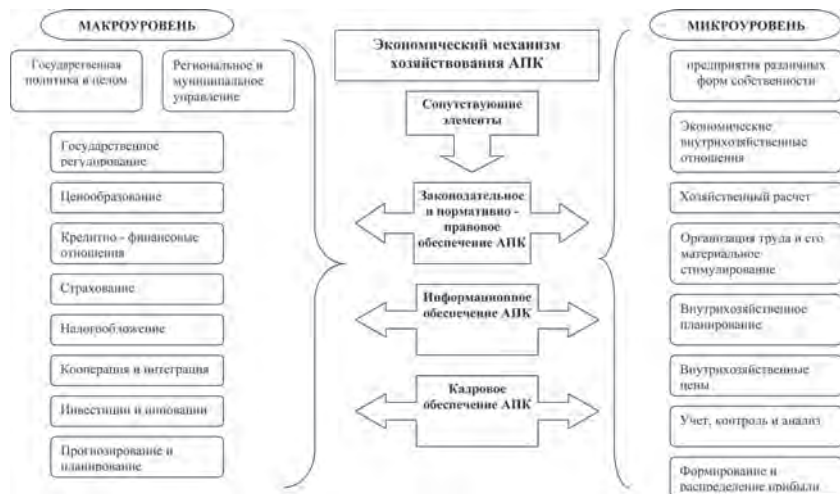 МАКРОУРОВЕНЬ
Государственная
политика в целом
Региональное и
муниципальное
управление
Государственное
регулирование
Ценообразование
Кредитно - финансовые
отношения
Страхование
Налогообложение
Кооперация и интеграция
Инвестиции и инновации
Прогнозирование и
планирование
Экономический механизм
хозяйствования АПК
Сопутствующие
элементы
Законодательное
и нормативно -
правовое
обеспечение АПК
Информационное
обеспечение АПК
Кадровое
обеспечение АПК
МИКРОУРОВЕНЬ
предприятия различных
форм собственности
Экономические
внутрихозяйственные
отношения
Хозяйственный расчет
Организация труда и его
материальное
стимулирование
Внутрихозяйственное
планирование
Внутрихозяйственные
цены
Учет, контроль и анализ
Формирование и
распределение прибыли